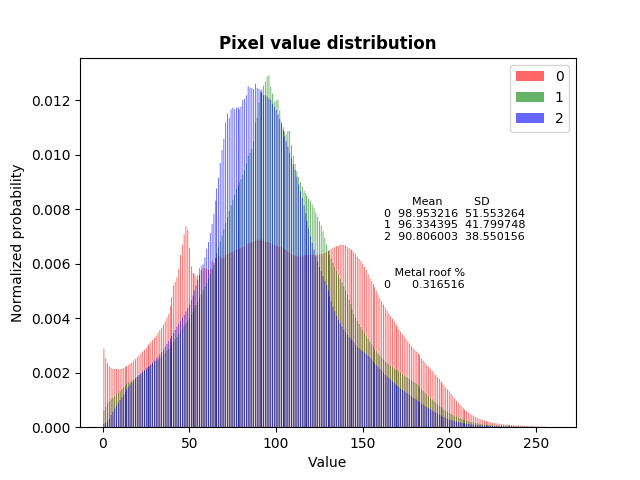 Pixel value distribution
Normalized probability
0.012
0.010
0.008
0.006
0.004
0.002
0.000
0
1
2
Mean SD
0 98.953216 51.553264
1 96.334395 41.799748
2 90.806003 38.550156
Metal roof %
0 0.316516
0 50 100 150 200 250
Value